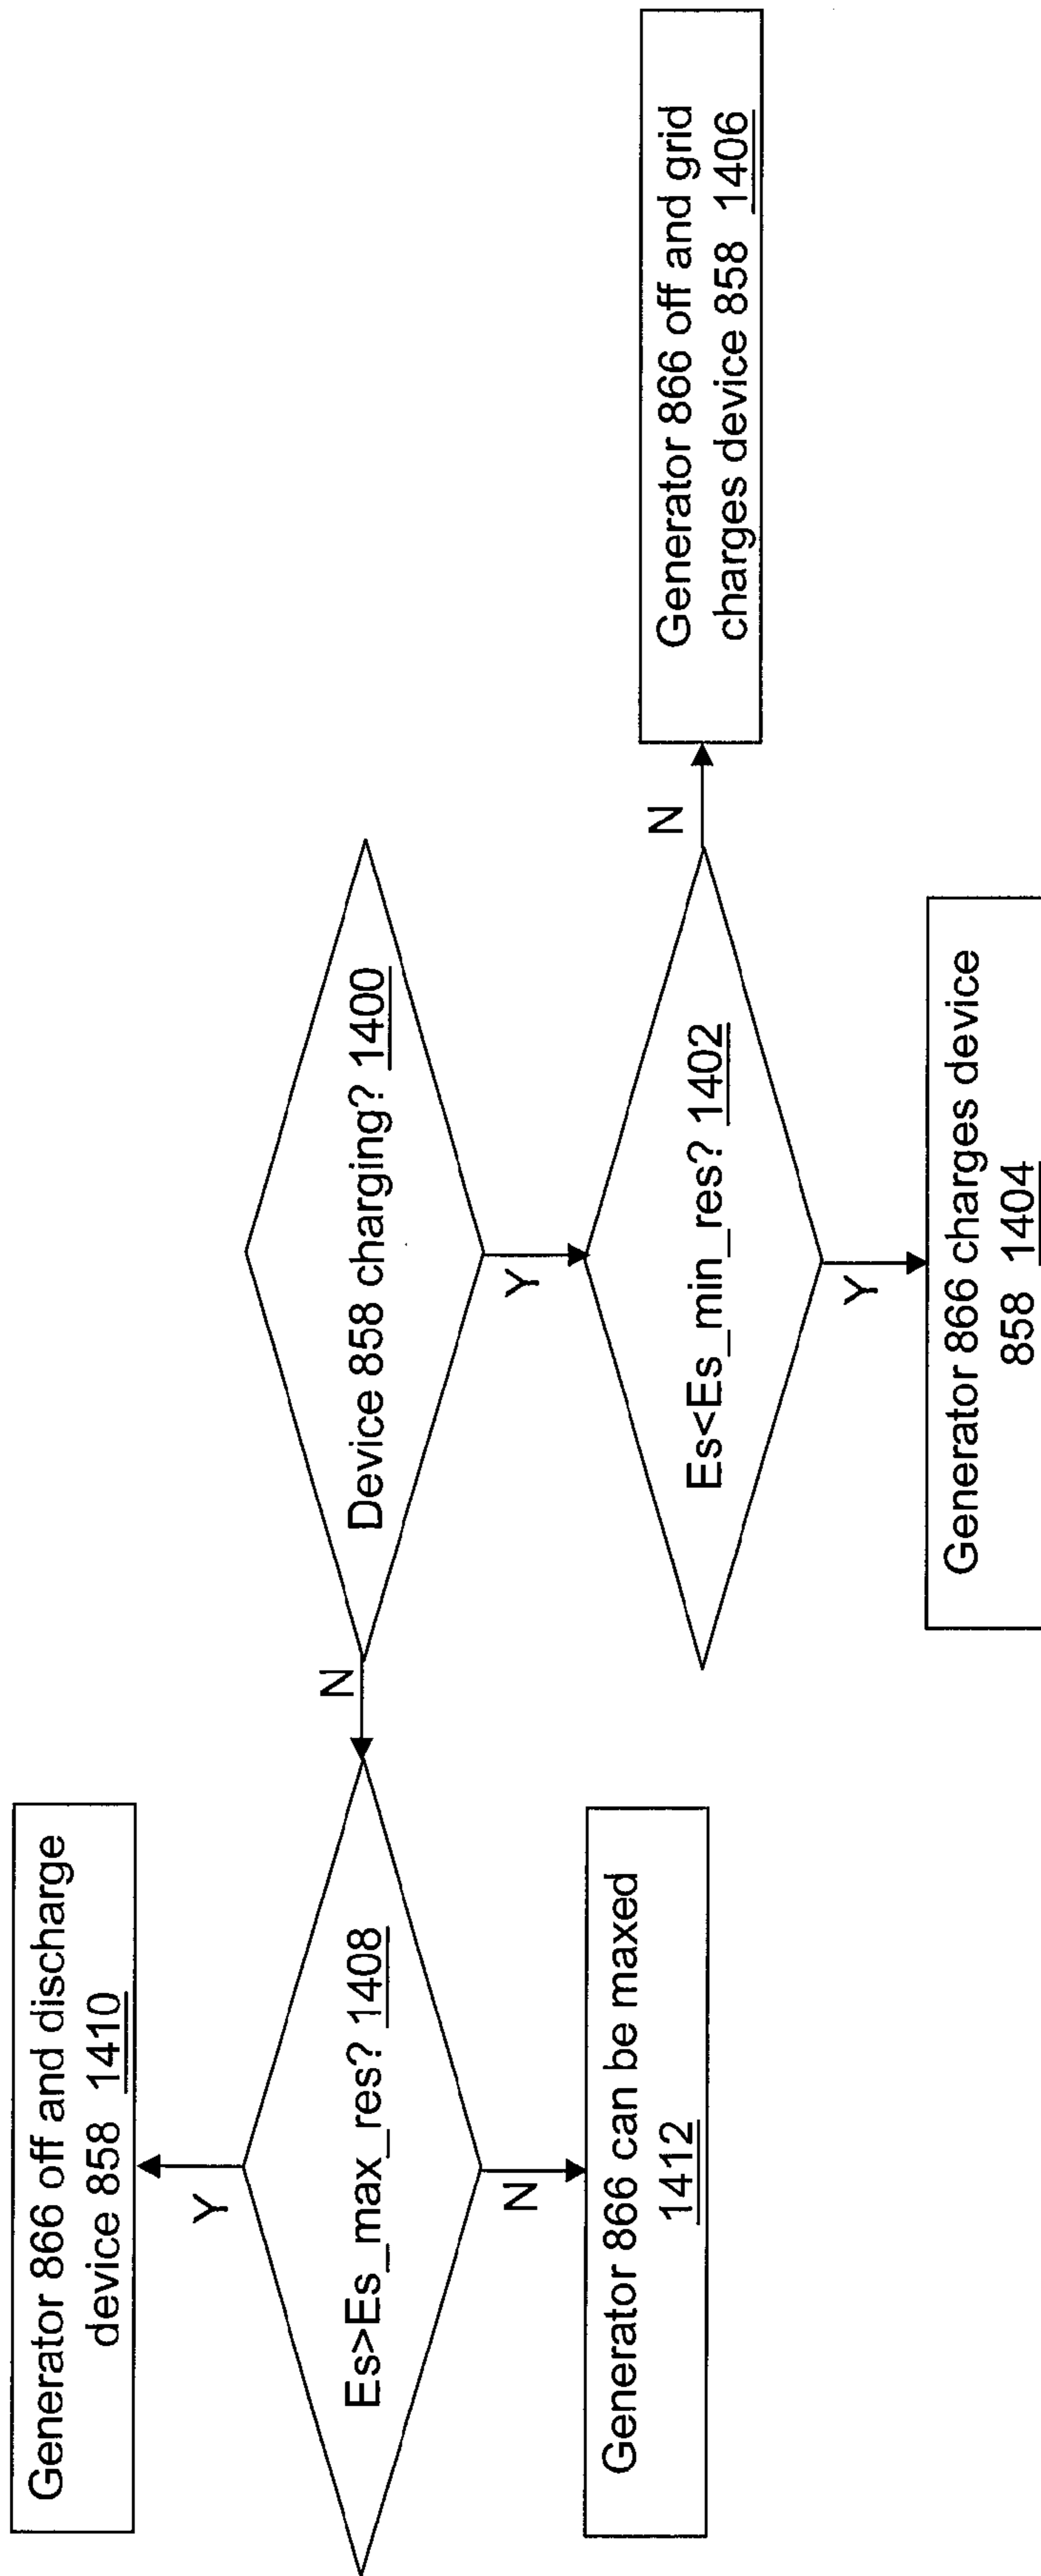 Generator 866 off and discharge
device 858 1410
Y
Es>Es_max_res? 1408
N
Generator 866 can be maxed
1412
N
Device 858 charging? 1400
Y
Es<Es_min_res? 1402
N
Generator 866 off and grid
charges device 858 1406
Y
Generator 866 charges device
858 1404